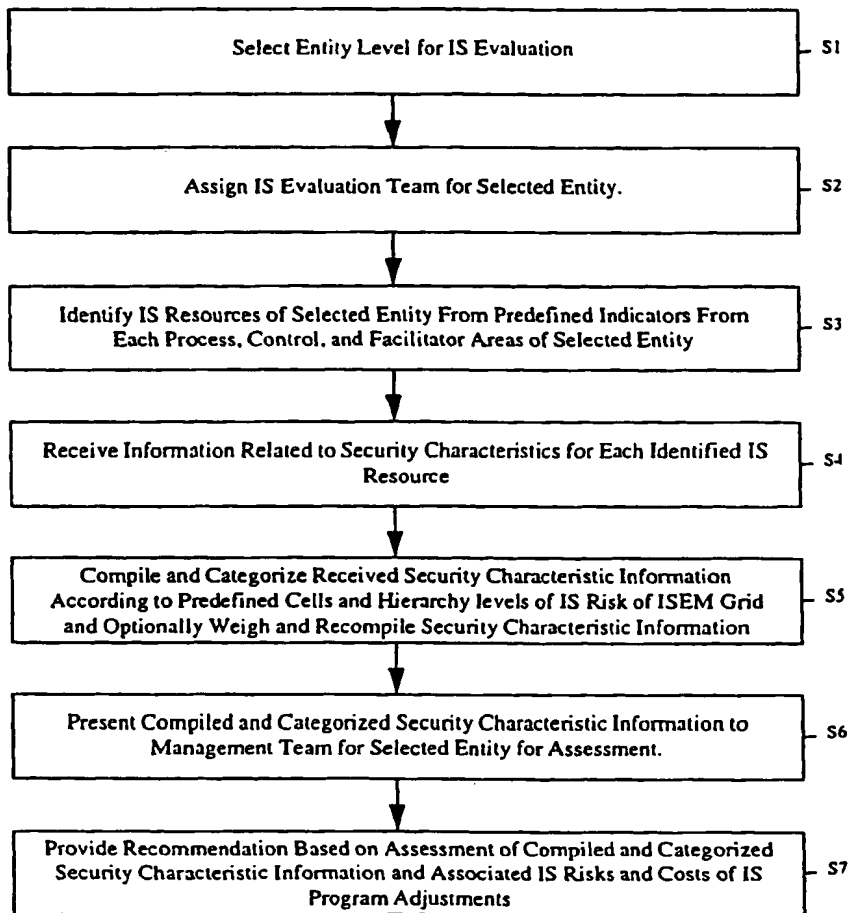 Select Entity Level for IS Evaluation
S1
Assign IS Evaluation Team for Selected Entity.
S2
Identify IS Resources of Selected Entity From Predefined Indicators From
Each Process, Control, and Facilitator Areas of Selected Entity
S3
Receive Information Related to Security Characteristics for Each Identified IS
Resource
S4
Compile and Categorize Received Security Characteristic Information
According to Predefined Cells and Hierarchy levels of IS Risk of ISEM Grid
and Optionally Weigh and Recompile Security Characteristic Information
S5
Present Compiled and Categorized Security Characteristic Information to
Management Team for Selected Entity for Assessment.
S6
Provide Recommendation Based on Assessment of Compiled and Categorized
Security Characteristic Information and Associated IS Risks and Costs of IS
Program Adjustments
S7